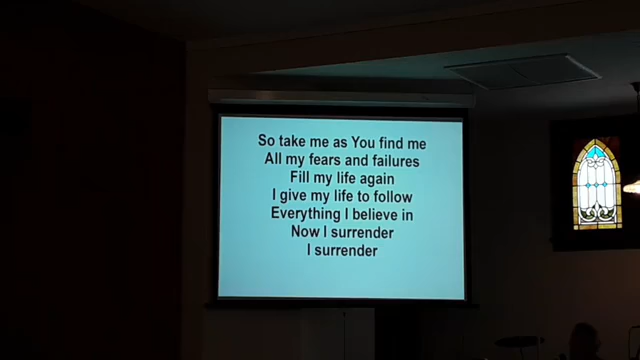 So take me as You find me
All my fears and failures
Fill my life again
I give my life to follow
Everything I believe in
Now I surrender
I surrender